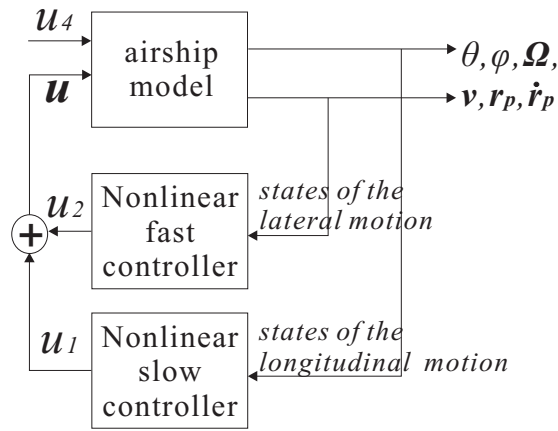 u4
airship
model
θ, φ, Ω,
v, rₚ, ṙₚ
u
u2
Nonlinear
fast
controller
states of the
lateral motion
+
u1
Nonlinear
slow
controller
states of the
longitudinal motion